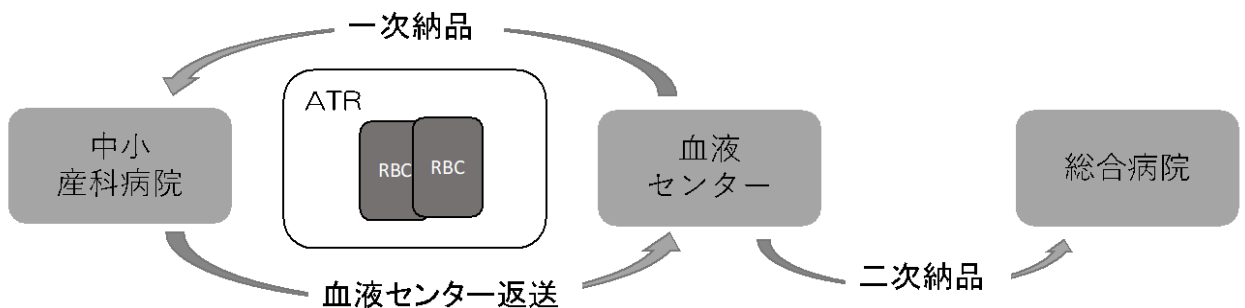 一次納品
ATR
RBC
RBC
中小
産科病院
血液
センター
総合病院
血液センター返送
二次納品